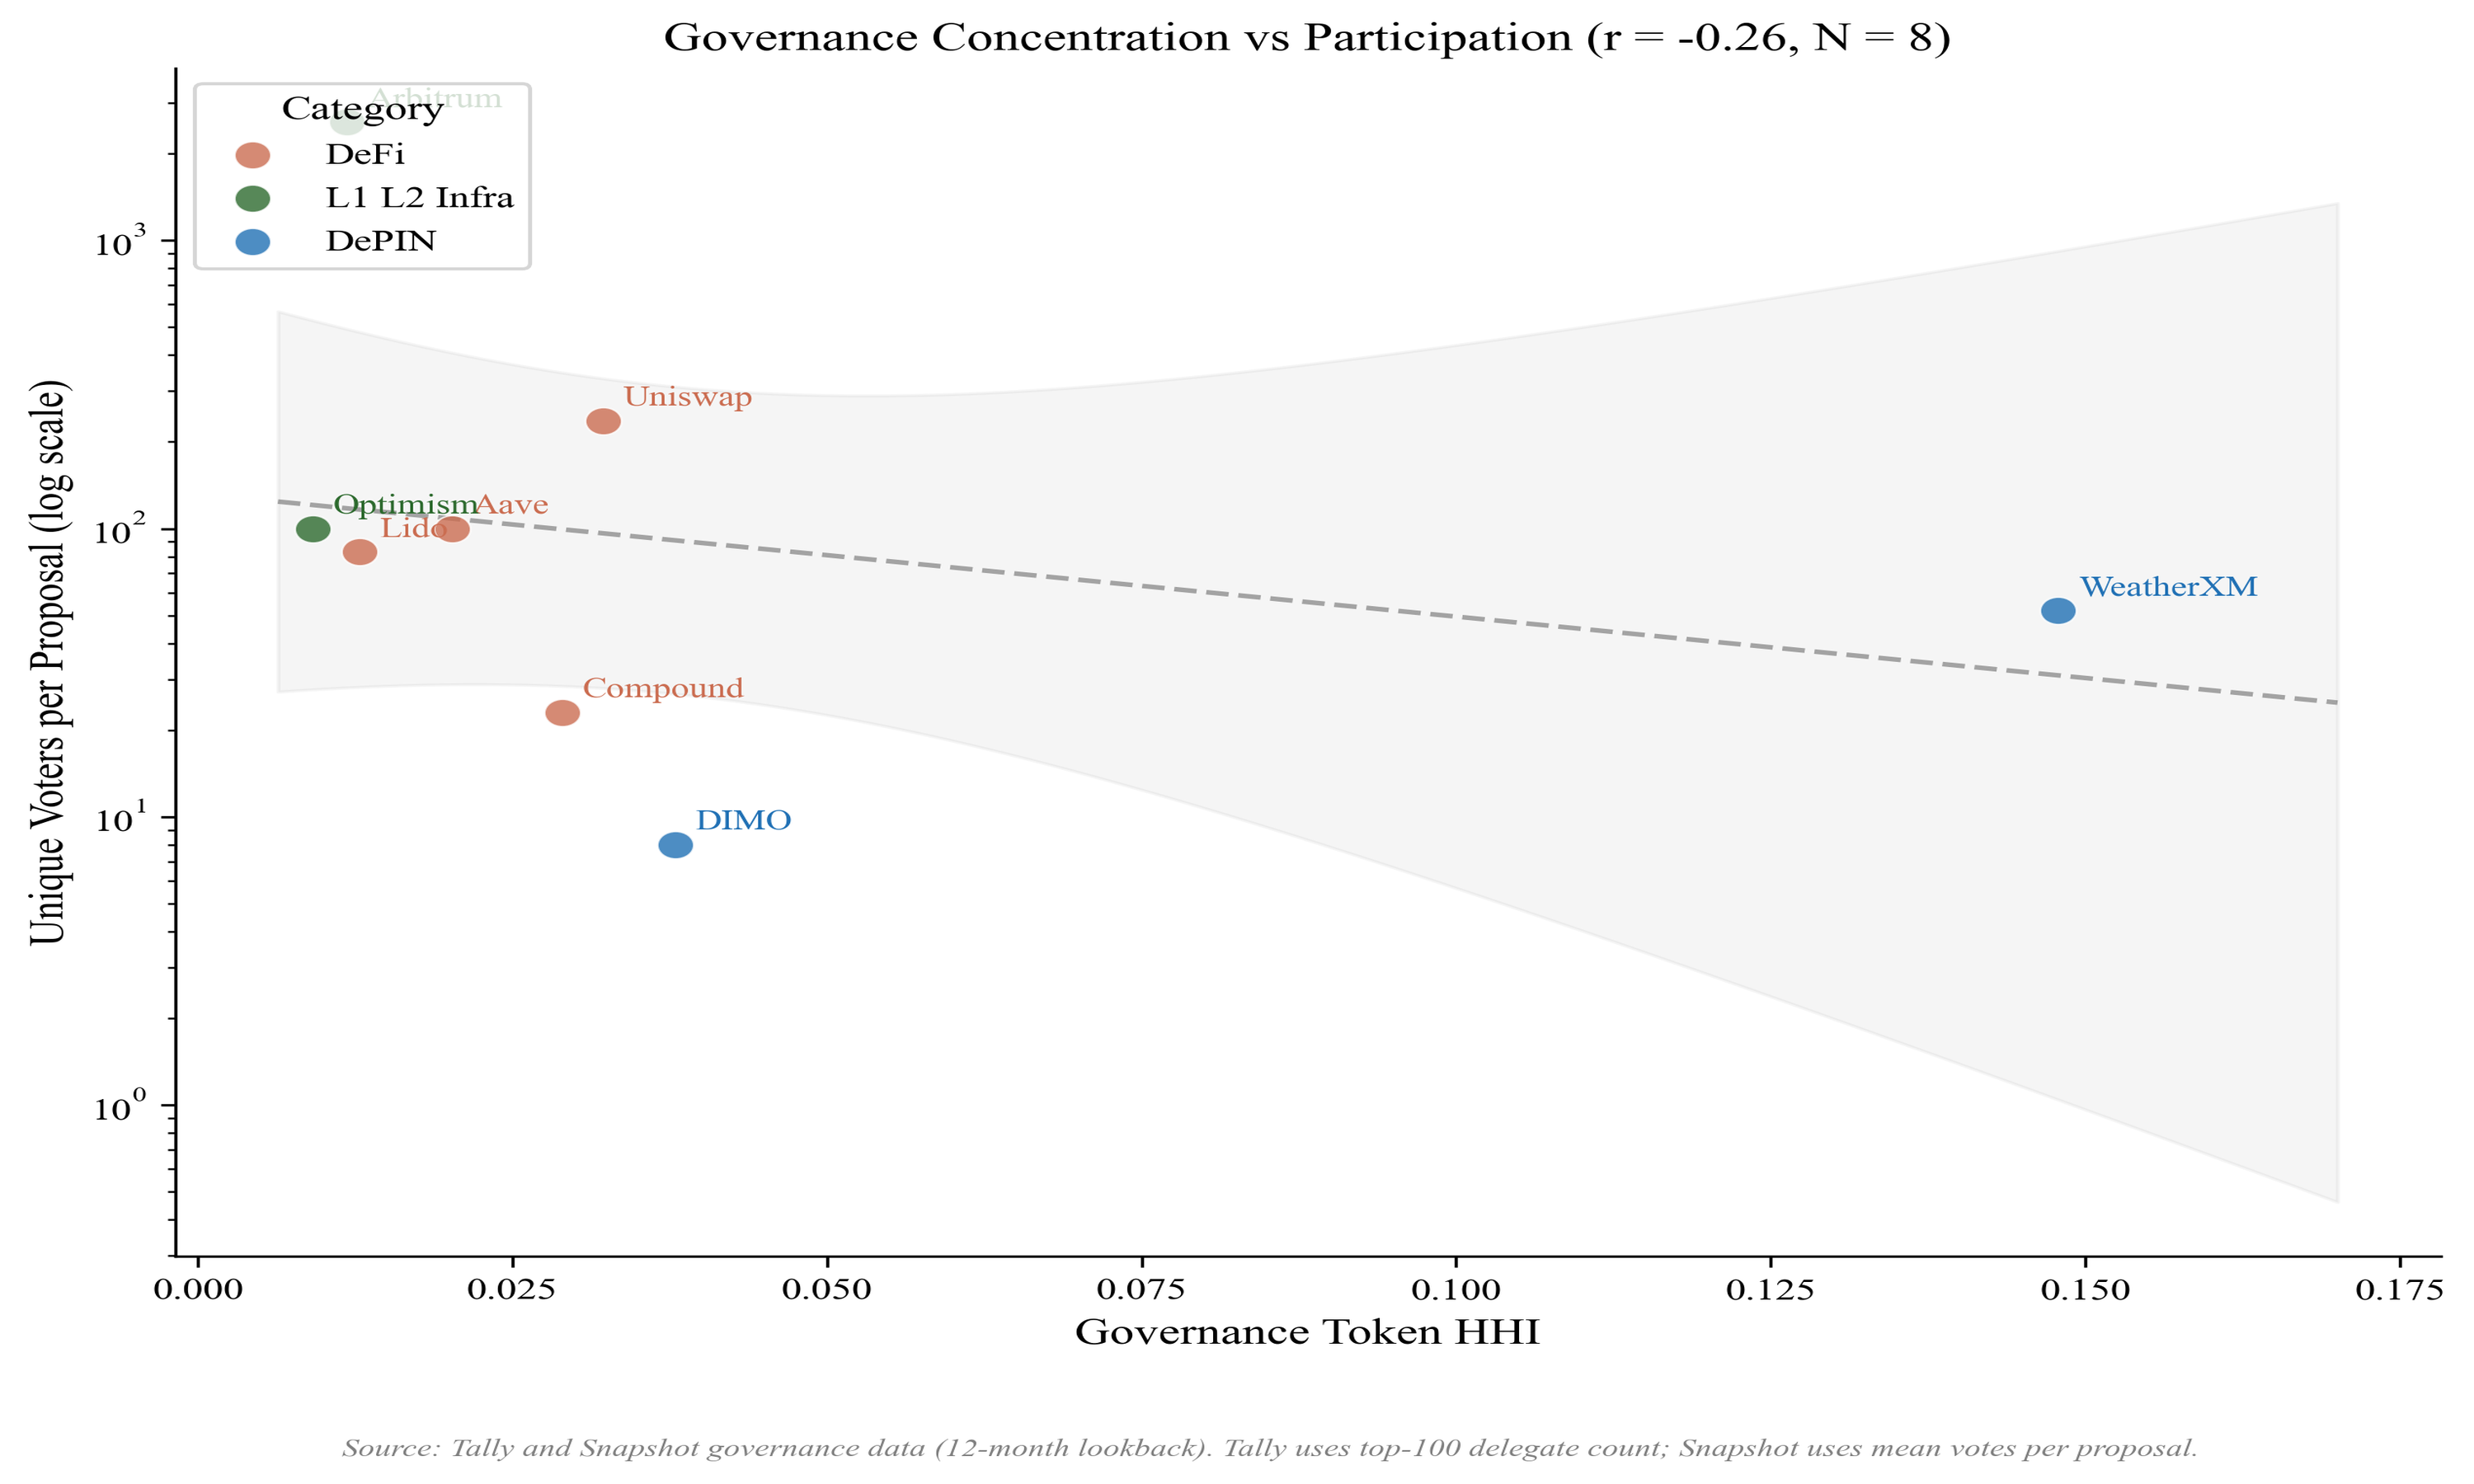 Governance Concentration vs Participation (r = -0.26, N = 8)
Arbitrum
Category
DeFi
L1 L2 Infra
DePIN
Unique Voters per Proposal (log scale)
10³
10²
10¹
10⁰
Uniswap
Optimism
Aave
Lido
WeatherXM
Compound
DIMO
0.000 0.025 0.050 0.075 0.100 0.125 0.150 0.175
Governance Token HHI
Source: Tally and Snapshot governance data (12-month lookback). Tally uses top-100 delegate count; Snapshot uses mean votes per proposal.